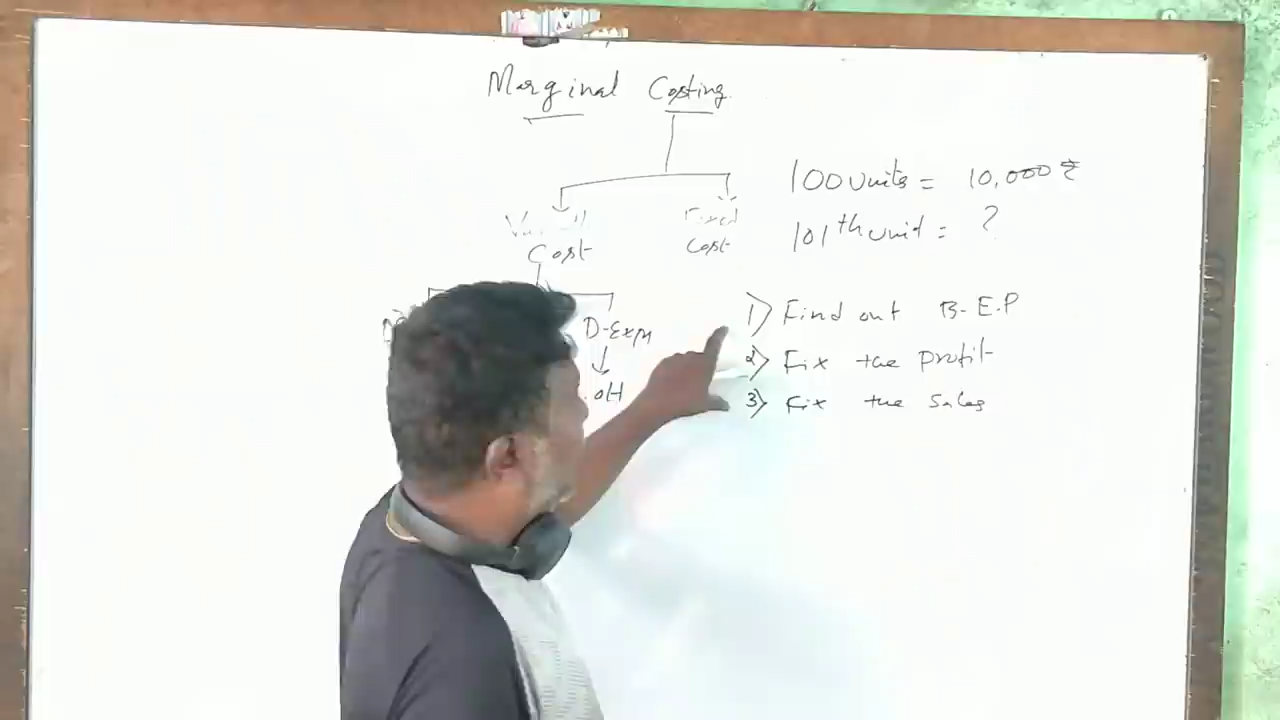 Marginal Costing
100 units = 10,000 ₹
Fixed
101th unit = ?
Cost
Cost
1) Find out B.E.P
D-Expn
2) Fix the profit
OH
3) Fix the Sales